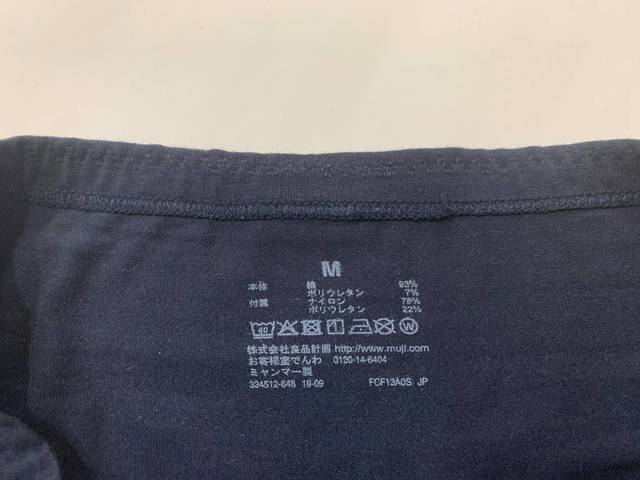 M
本体 綿 93%
ポリウレタン 7%
付属 ナイロン 78%
ポリウレタン 22%
40 W
株式会社良品計画 http://www.muji.com
お客様室でんわ 0120-14-6404
ミャンマー製
334512-648 19-09 FCF13A0S JP